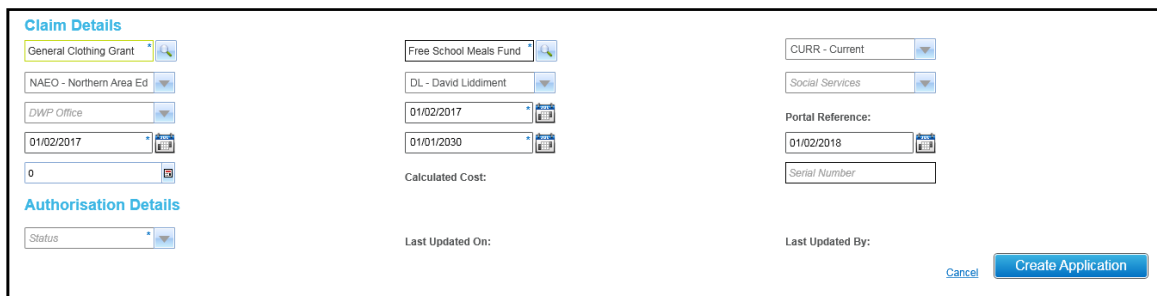 Claim Details
General Clothing Grant * Free School Meals Fund * CURR - Current
NAEO - Northern Area Ed DL - David Liddiment Social Services
DWP Office 01/02/2017 * Portal Reference:
01/02/2017 * 01/01/2030 * 01/02/2018
0 Calculated Cost: Serial Number
Authorisation Details
Status * Last Updated On: Last Updated By:
Cancel Create Application